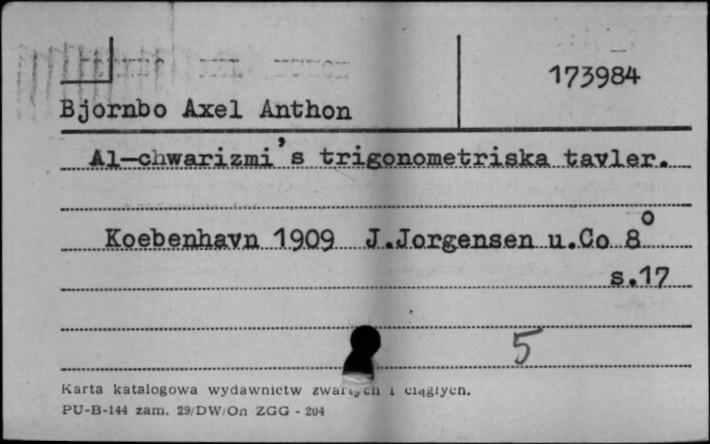 173984
Bjornbo Axel Anthon
Al-chwarizmi's trigonometriska tavler.
Koebenhavn 1909 J.Jorgensen u.Co 8°
s.17
5
Karta katalogowa wydawnictw zwartych i ciągłych.
PU-B-144 zam. 29/DW/On ZGG - 204